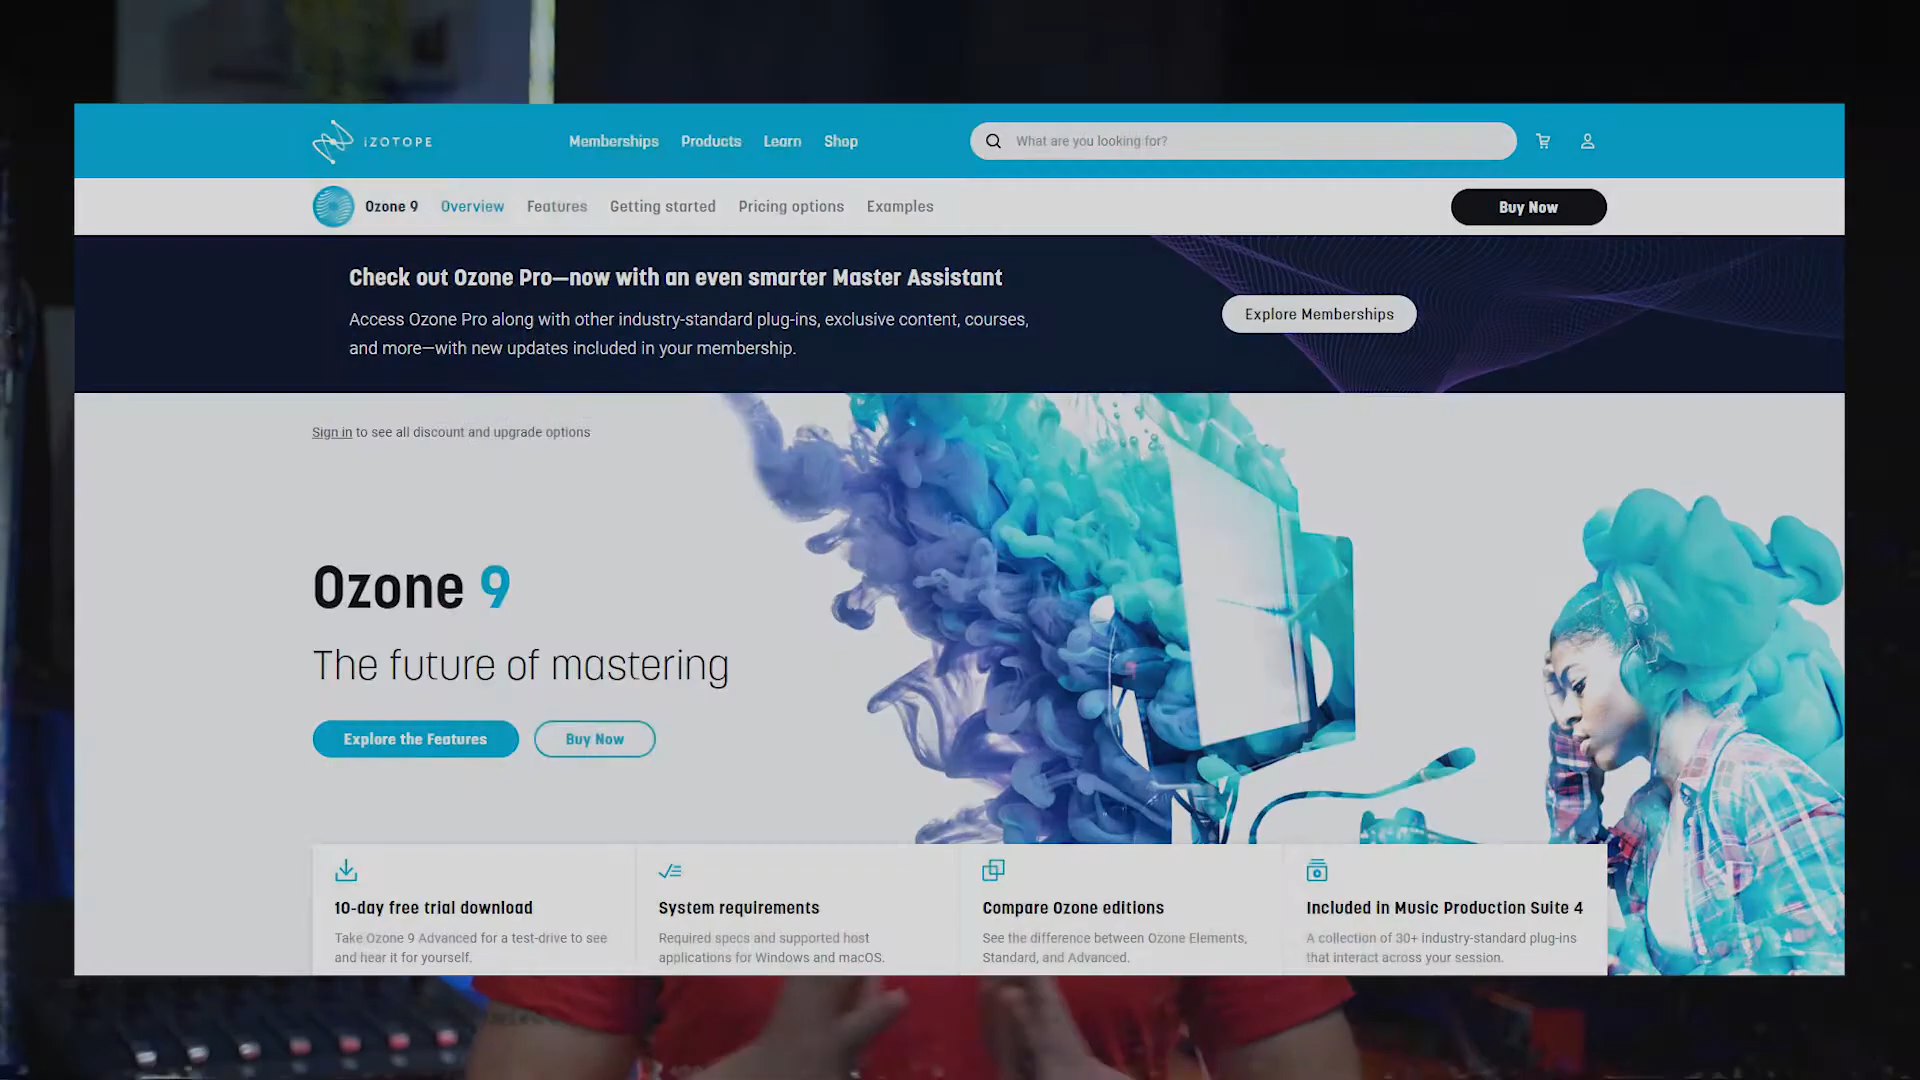 iZOTOPE
Memberships Products Learn Shop
What are you looking for?
Ozone 9 Overview Features Getting started Pricing options Examples
Buy Now
Check out Ozone Pro—now with an even smarter Master Assistant
Access Ozone Pro along with other industry-standard plug-ins, exclusive content, courses,
and more—with new updates included in your membership.
Explore Memberships
Sign in to see all discount and upgrade options
Ozone 9
The future of mastering
Explore the Features
Buy Now
10-day free trial download
Take Ozone 9 Advanced for a test-drive to see
and hear it for yourself.
System requirements
Required specs and supported host
applications for Windows and macOS.
Compare Ozone editions
See the difference between Ozone Elements,
Standard, and Advanced.
Included in Music Production Suite 4
A collection of 30+ industry-standard plug-ins
that interact across your session.